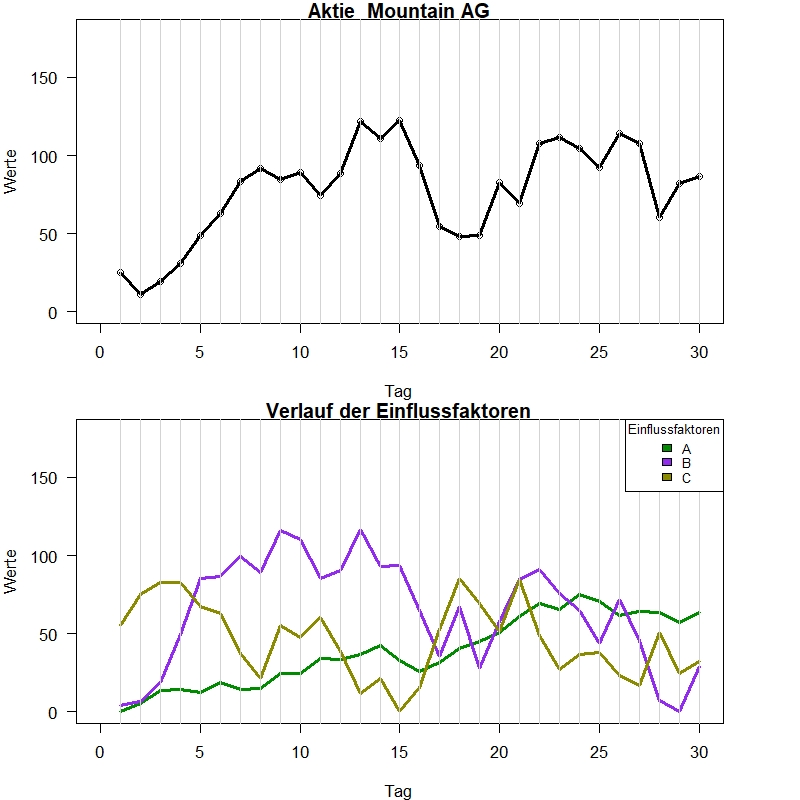 Aktie  Mountain AG
Werte
150
100
50
0
0 5 10 15 20 25 30
Tag
Verlauf der Einflussfaktoren
Werte
150
100
50
0
Einflussfaktoren
A
B
C
0 5 10 15 20 25 30
Tag